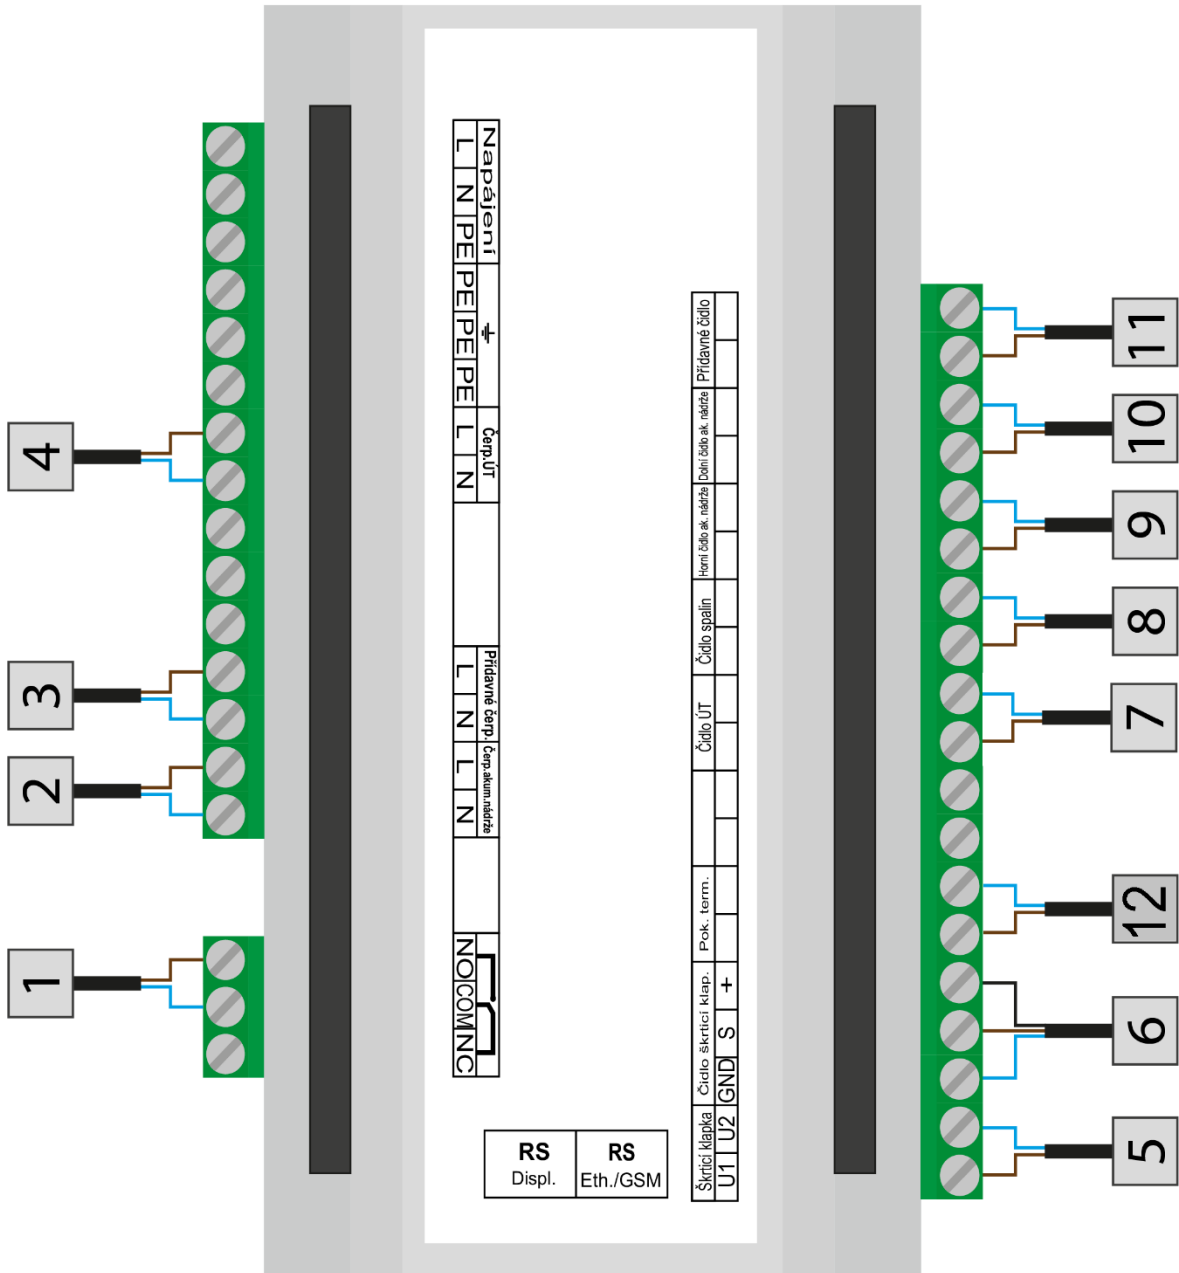 4
3
2
1
Napájení
L N PE PE PE PE L N
Čerp.ÚT
Přídavné čerp.
Čerp.akum.nádrže
L N L N
NO COM NC
Přídavné čidlo
Dolní čidlo ak. nádrže
Horní čidlo ak. nádrže
Čidlo spalin
Čidlo ÚT
Pok. term.
Čidlo škrticí klap.
+ S GND
Škrticí klapka
U2 U1
RS
Displ.
RS
Eth./GSM
11
10
9
8
7
12
6
5